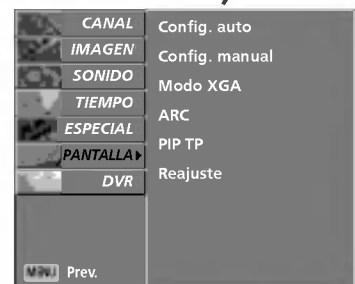 CANAL
IMAGEN
SONIDO
TIEMPO
ESPECIAL
PANTALLA
DVR
MENU Prev.
Config. auto
Config. manual
Modo XGA
ARC
PIP TP
Reajuste